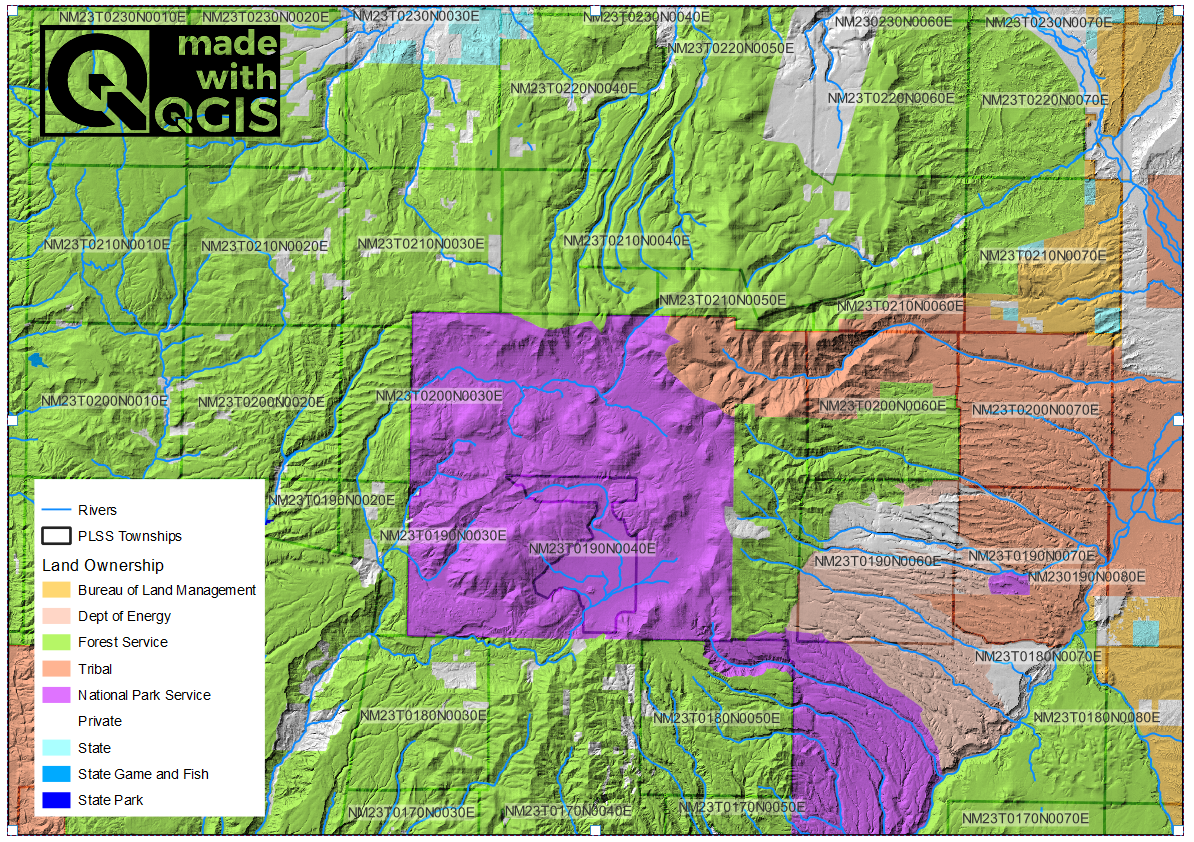 NM23T0230N0010E
NM23T0230N0020E
NM23T0230N0030E
NM23T0230N0040E
NM230230N0060E
NM23T0230N0070E
made
with
QGIS
NM23T0220N0050E
NM23T0220N0040E
NM23T0220N0060E
NM23T0220N0070E
NM23T0210N0010E
NM23T0210N0020E
NM23T0210N0030E
NM23T0210N0040E
NM23T0210N0070E
NM23T0210N0050E
NM23T0210N0060E
NM23T0200N0010E
NM23T0200N0020E
NM23T0200N0030E
NM23T0200N0060E
NM23T0200N0070E
NM23T0190N0020E
NM23T0190N0030E
NM23T0190N0040E
NM23T0190N0060E
NM23T0190N0070E
NM230190N0080E
NM23T0180N0070E
NM23T0180N0030E
NM23T0180N0050E
NM23T0180N0080E
NM23T0170N0030E
NM23T0170N0040E
NM23T0170N0050E
NM23T0170N0070E
Rivers
PLSS Townships
Land Ownership
Bureau of Land Management
Dept of Energy
Forest Service
Tribal
National Park Service
Private
State
State Game and Fish
State Park